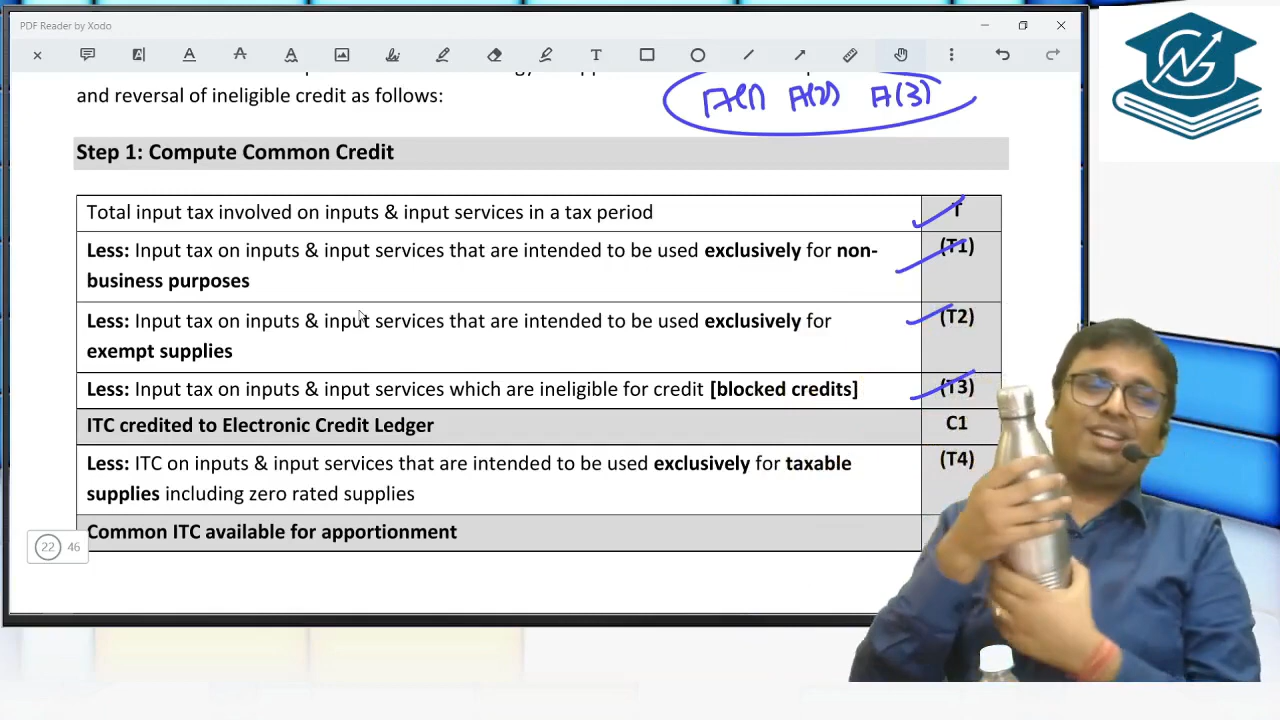 PDF Reader by Xodo
and reversal of ineligible credit as follows:
A(1) A(2) A(3)
Step 1: Compute Common Credit
Total input tax involved on inputs & input services in a tax period T
Less: Input tax on inputs & input services that are intended to be used exclusively for non- (T1)
business purposes
Less: Input tax on inputs & input services that are intended to be used exclusively for (T2)
exempt supplies
Less: Input tax on inputs & input services which are ineligible for credit [blocked credits] (T3)
ITC credited to Electronic Credit Ledger C1
Less: ITC on inputs & input services that are intended to be used exclusively for taxable (T4)
supplies including zero rated supplies
Common ITC available for apportionment
22 46